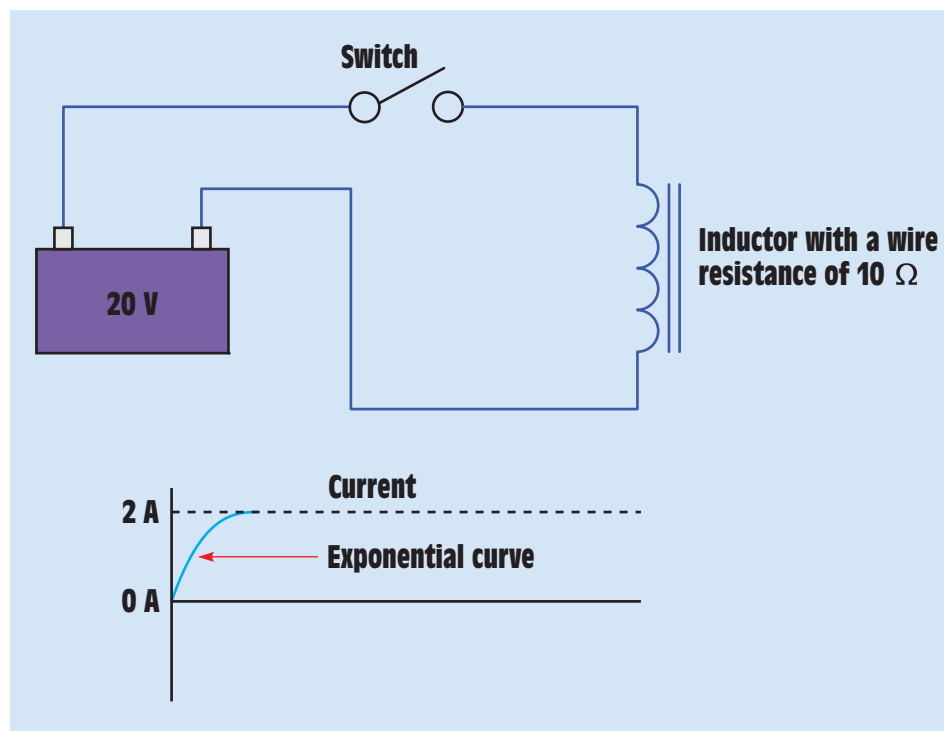 Switch
Inductor with a wire
resistance of 10 Ω
20 V
Current
2 A
Exponential curve
0 A